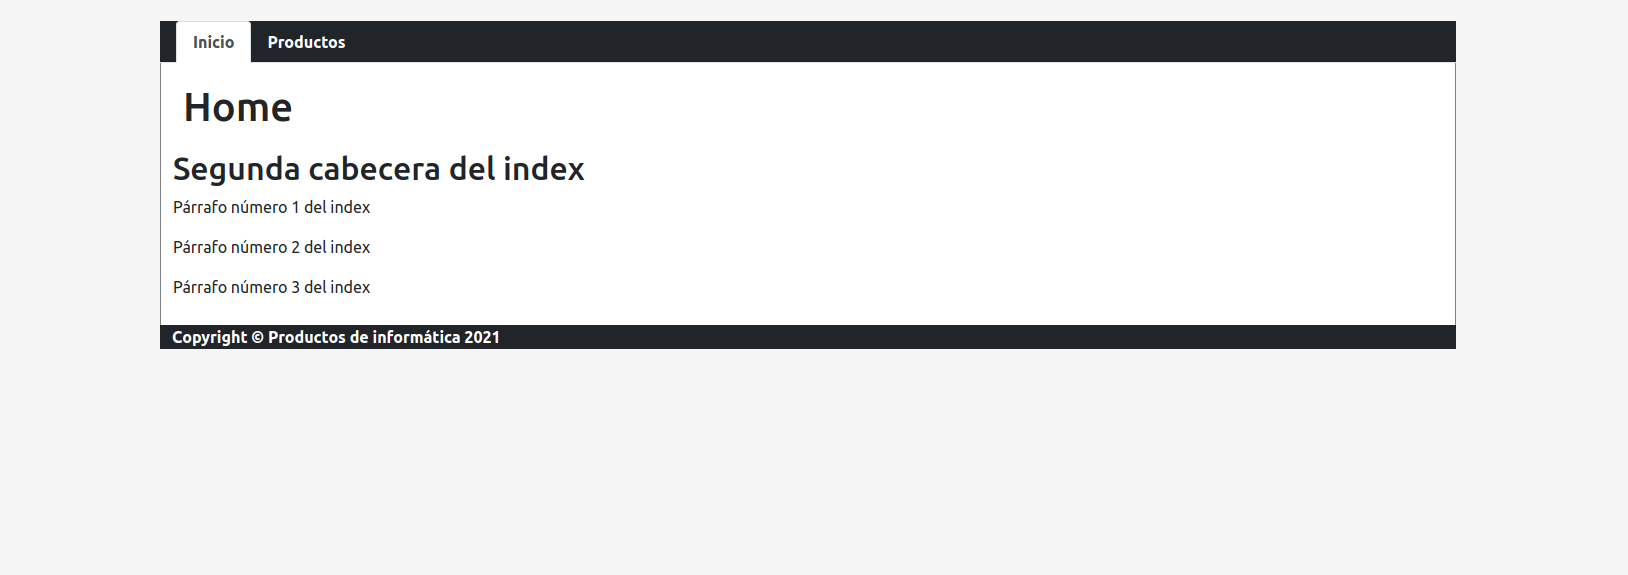 Inicio Productos
Home
Segunda cabecera del index
Párrafo número 1 del index
Párrafo número 2 del index
Párrafo número 3 del index
Copyright © Productos de informática 2021